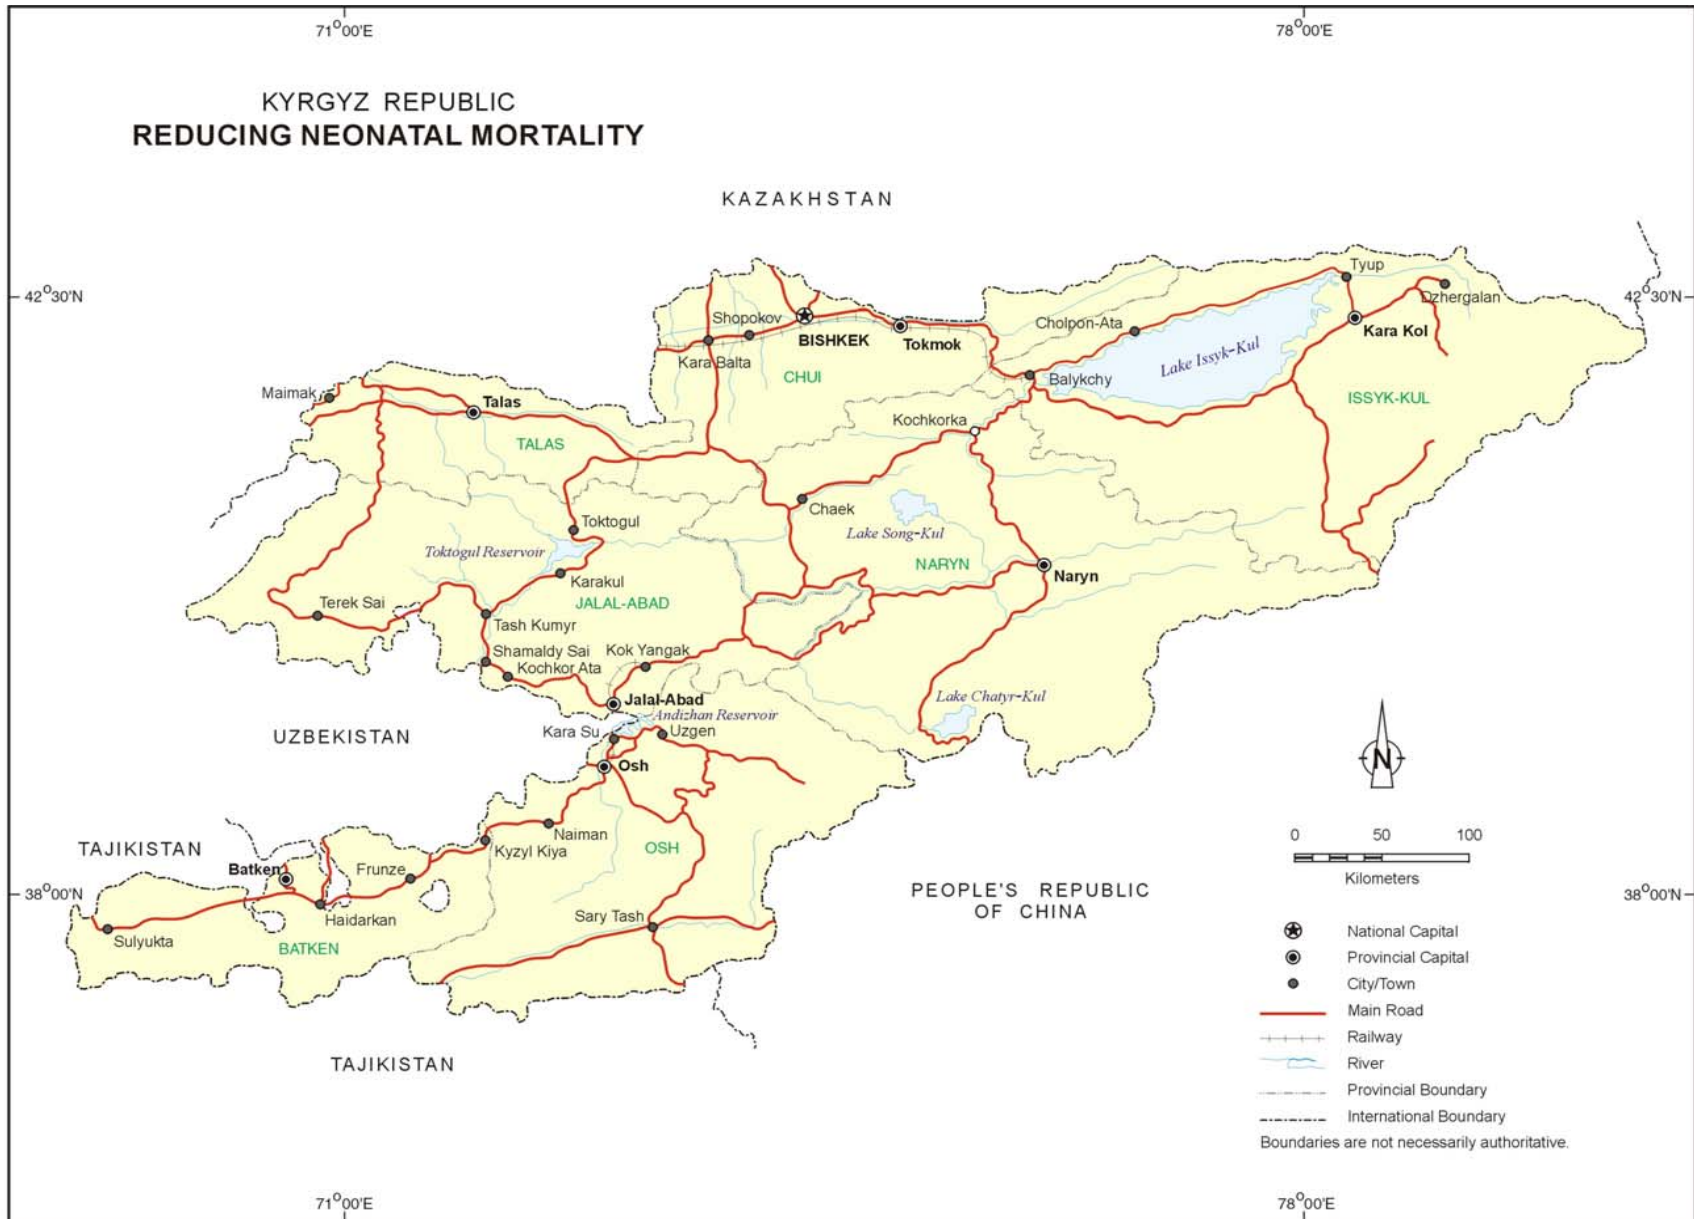 71°00'E
78°00'E
KYRGYZ REPUBLIC
REDUCING NEONATAL MORTALITY
KAZAKHSTAN
42°30'N
42°30'N
Tyup
Dzhergalan
Shopokov
BISHKEK
Tokmok
Cholpon-Ata
Kara Kol
Kara Balta
Lake Issyk-Kul
CHUI
Balykchy
Maimak
Talas
ISSYK-KUL
Kochkorka
TALAS
Chaek
Toktogul
Lake Song-Kul
Toktogul Reservoir
NARYN
Naryn
Karakul
JALAL-ABAD
Terek Sai
Tash Kumyr
Shamaldy Sai
Kok Yangak
Kochkor Ata
Jalal-Abad
Lake Chatyr-Kul
Andizhan Reservoir
Kara Su
Uzgen
UZBEKISTAN
Osh
N
Naiman
0 50 100
Kilometers
TAJIKISTAN
Kyzyl Kiya
OSH
Batken
Frunze
PEOPLE'S REPUBLIC
OF CHINA
38°00'N
38°00'N
Haidarkan
Sary Tash
Sulyukta
BATKEN
National Capital
Provincial Capital
City/Town
Main Road
Railway
River
Provincial Boundary
International Boundary
Boundaries are not necessarily authoritative.
TAJIKISTAN
71°00'E
78°00'E